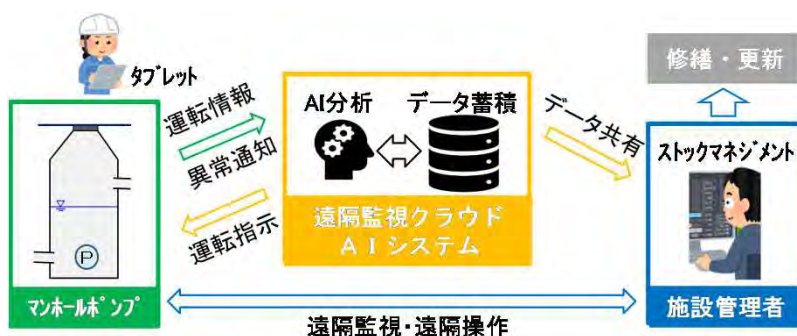 タブレット
運転情報
異常通知
運転指示
Ⓟ
マンホールポンプ
AI分析
データ蓄積
遠隔監視クラウド
AIシステム
データ共有
修繕・更新
ストックマネジメント
施設管理者
遠隔監視・遠隔操作